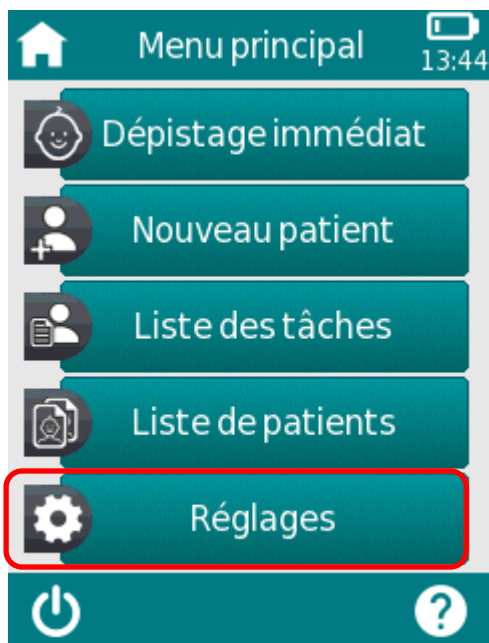 Menu principal
13:44
Dépistage immédiat
Nouveau patient
Liste des tâches
Liste de patients
Réglages
?